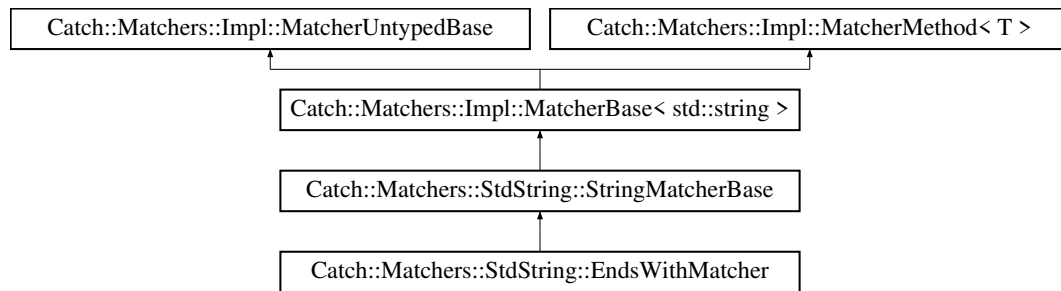 Catch::Matchers::Impl::MatcherUntypedBase
Catch::Matchers::Impl::MatcherMethod< T >
Catch::Matchers::Impl::MatcherBase< std::string >
Catch::Matchers::StdString::StringMatcherBase
Catch::Matchers::StdString::EndsWithMatcher